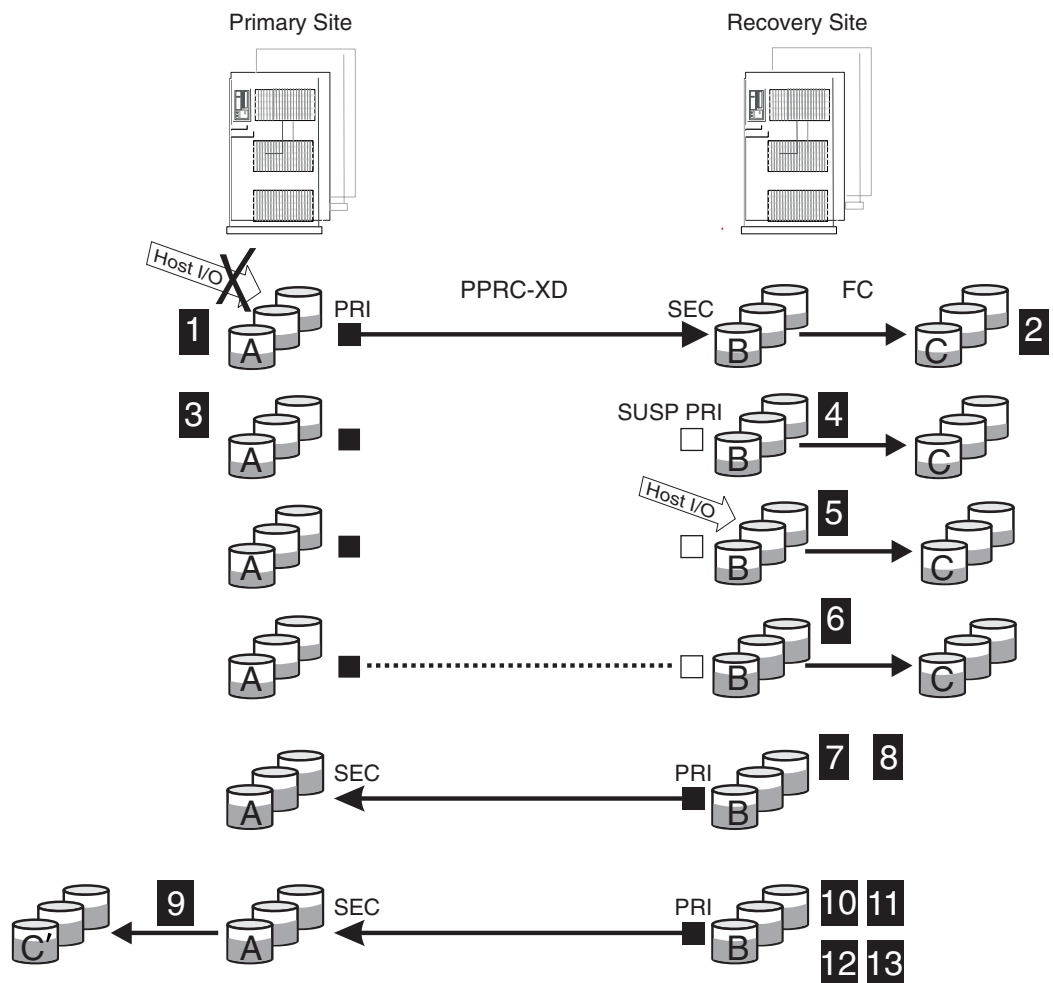 Primary Site
Recovery Site
Host I/O
PPRC-XD
FC
1
A
PRI
SEC
B
C
2
3
A
SUSP PRI
B
4
C
Host I/O
A
B
5
C
A
B
6
C
A
SEC
PRI
B
7 8
C′
9
A
SEC
PRI
B
10 11
12 13